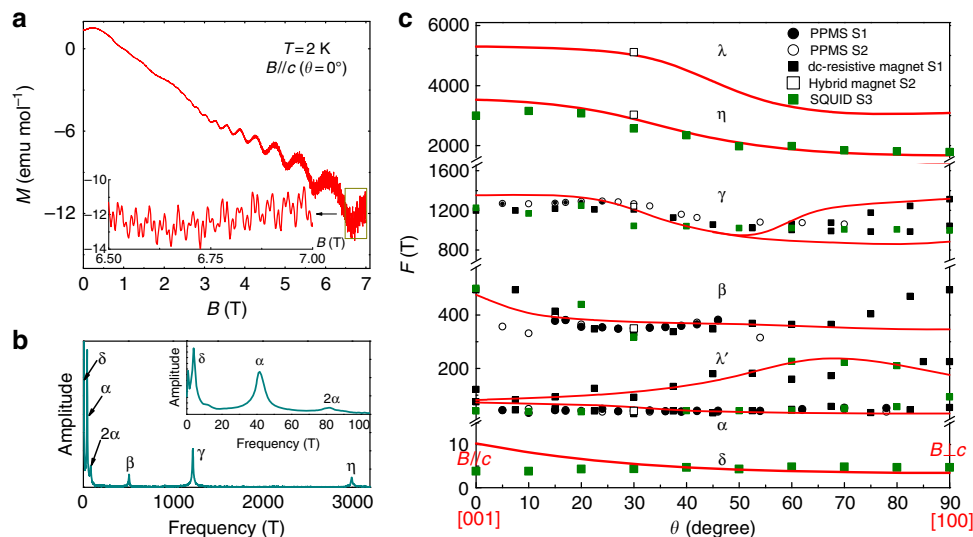 a
T=2 K
B//c (θ=0°)
M (emu mol⁻¹)
0
−6
−12
−10
−12
−14
6.50
6.75
7.00
B (T)
0 1 2 3 4 5 6 7
B (T)
b
Amplitude
δ
α
2α
β
γ
η
0 1000 2000 3000
Frequency (T)
Amplitude
δ
α
2α
0 20 40 60 80 100
Frequency (T)
c
PPMS S1
PPMS S2
dc-resistive magnet S1
Hybrid magnet S2
SQUID S3
F (T)
6000
4000
2000
1600
1200
800
400
200
10
0
λ
η
γ
β
λ′
α
δ
B//c
B⊥c
0 10 20 30 40 50 60 70 80 90
[001]
θ (degree)
[100]